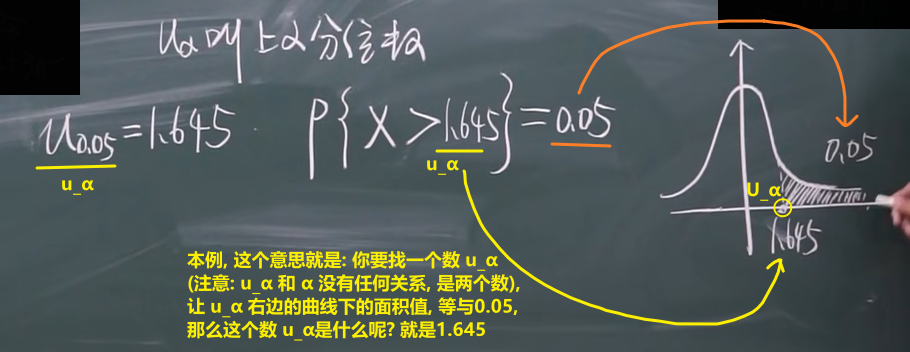 uα叫上α分位数
u0.05=1.645 P{X>1.645}=0.05
u_α
u_α
0.05
U_α
1.645
本例, 这个意思就是: 你要找一个数 u_α
(注意: u_α 和 α 没有任何关系, 是两个数),
让 u_α 右边的曲线下的面积值, 等与0.05,
那么这个数 u_α是什么呢? 就是1.645